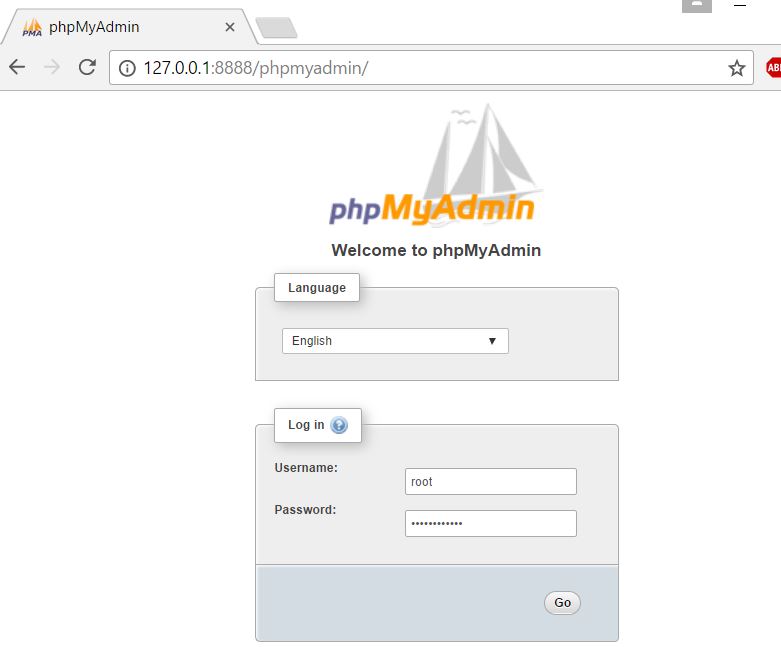 PMA phpMyAdmin
127.0.0.1:8888/phpmyadmin/
phpMyAdmin
Welcome to phpMyAdmin
Language
English
Log in
Username:
root
Password:
••••••••••••
Go